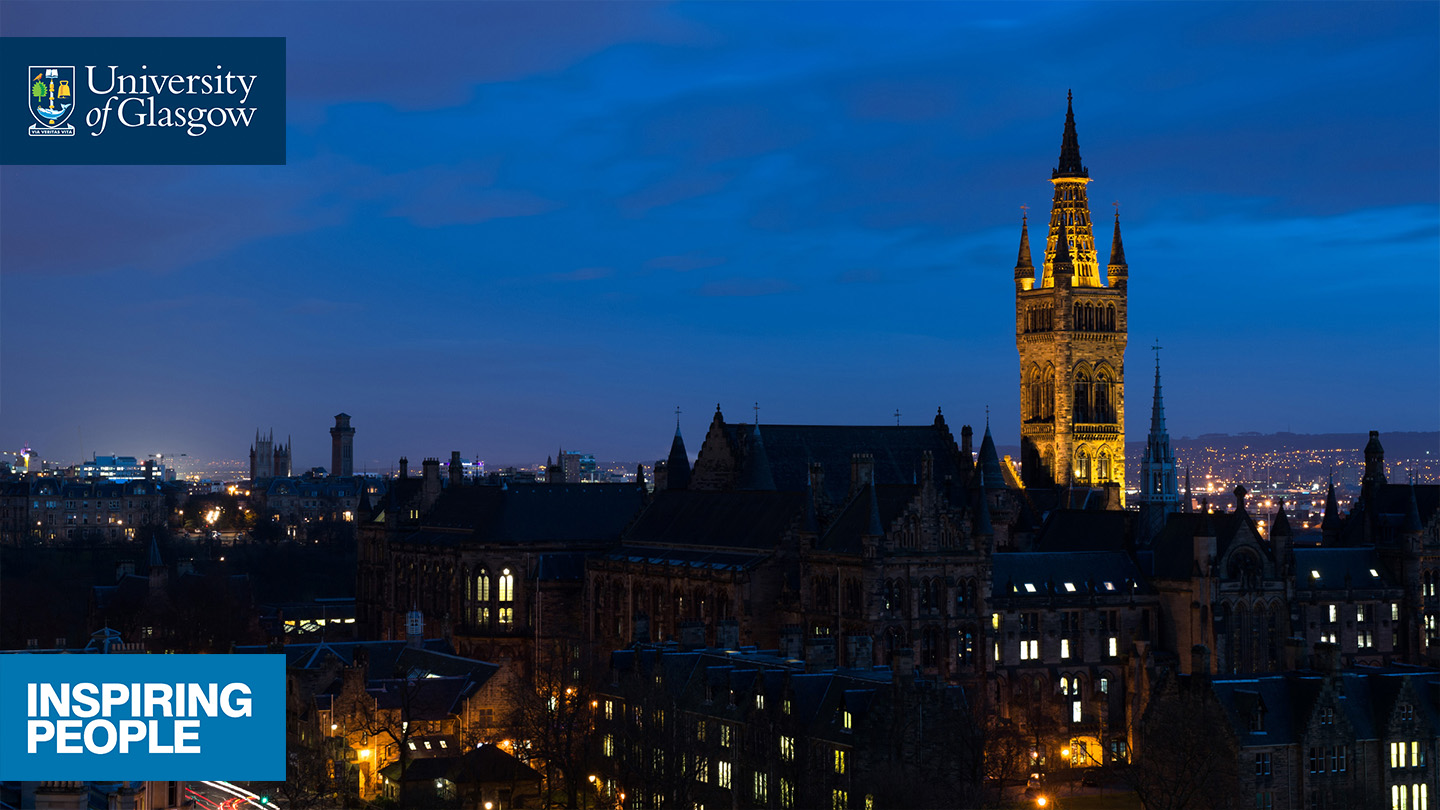 University
of Glasgow
VIA VERITAS VITA
INSPIRING
PEOPLE